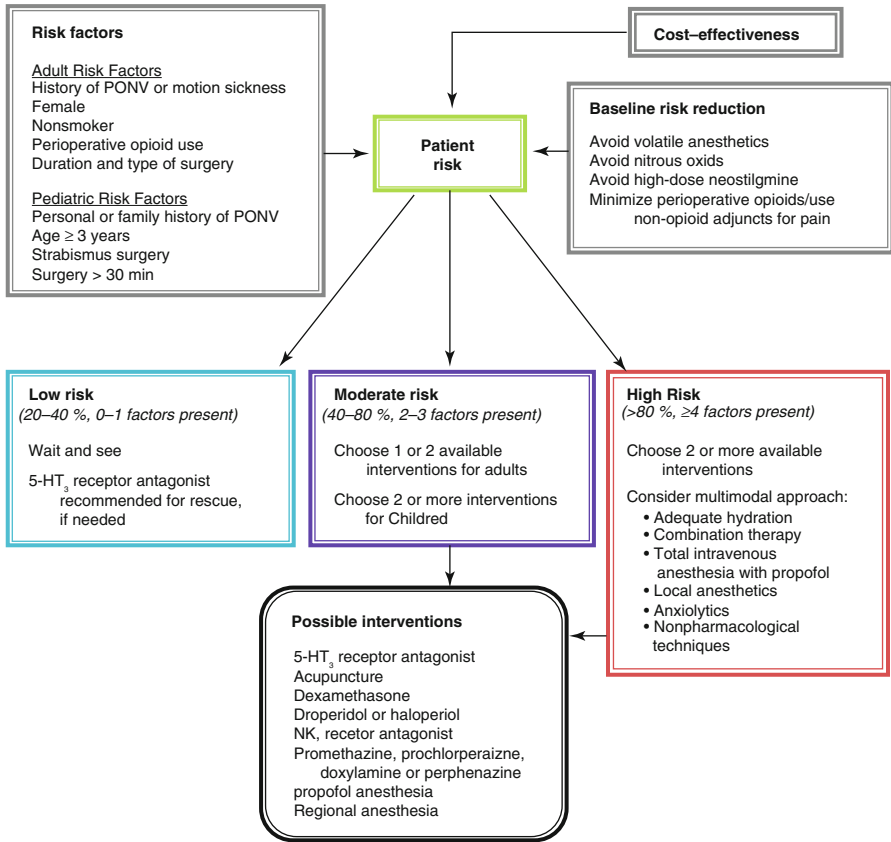 Risk factors
Adult Risk Factors
History of PONV or motion sickness
Female
Nonsmoker
Perioperative opioid use
Duration and type of surgery
Pediatric Risk Factors
Personal or family history of PONV
Age ≥ 3 years
Strabismus surgery
Surgery > 30 min
Cost–effectiveness
Patient
risk
Baseline risk reduction
Avoid volatile anesthetics
Avoid nitrous oxids
Avoid high-dose neostilgmine
Minimize perioperative opioids/use
non-opioid adjuncts for pain
Low risk
(20–40 %, 0–1 factors present)
Wait and see
5-HT₃ receptor antagonist
recommended for rescue,
if needed
Moderate risk
(40–80 %, 2–3 factors present)
Choose 1 or 2 available
interventions for adults
Choose 2 or more interventions
for Childred
High Risk
(>80 %, ≥4 factors present)
Choose 2 or more available
interventions
Consider multimodal approach:
• Adequate hydration
• Combination therapy
• Total intravenous
anesthesia with propofol
• Local anesthetics
• Anxiolytics
• Nonpharmacological
techniques
Possible interventions
5-HT₃ receptor antagonist
Acupuncture
Dexamethasone
Droperidol or haloperiol
NK, recetor antagonist
Promethazine, prochlorperaizne,
doxylamine or perphenazine
propofol anesthesia
Regional anesthesia